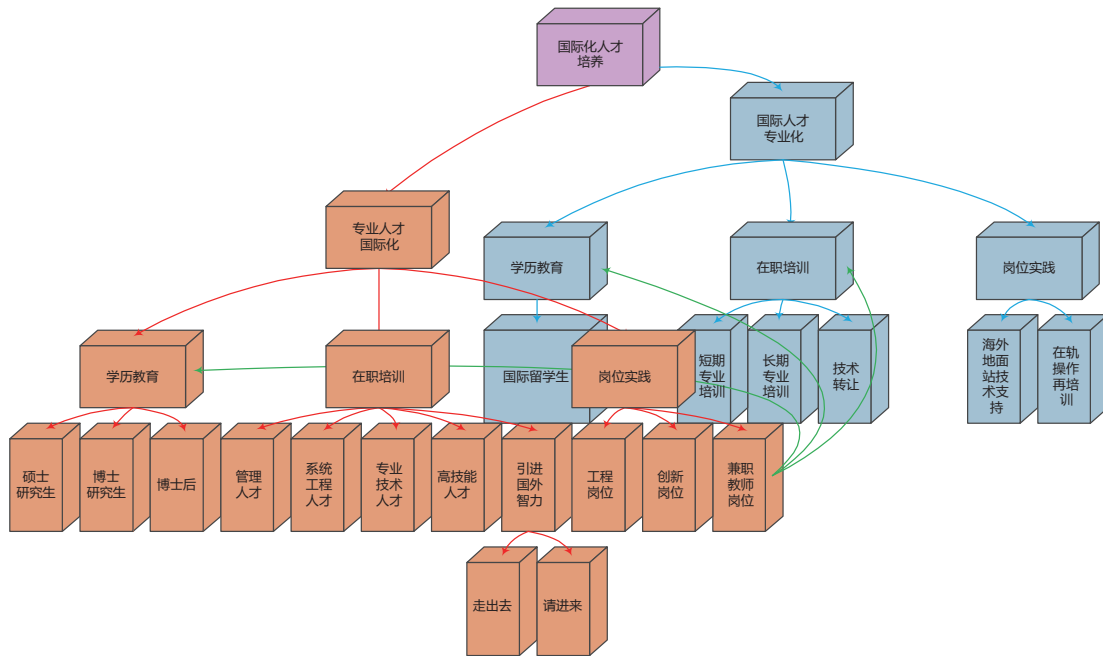 国际化人才
培养
国际人才
专业化
专业人才
国际化
学历教育
在职培训
岗位实践
学历教育
在职培训
国际留学生
岗位实践
短期
专业
培训
长期
专业
培训
技术
转让
海外
地面
站技
术支
持
在轨
操作
再培
训
硕士
研究生
博士
研究生
博士后
管理
人才
系统
工程
人才
专业
技术
人才
高技能
人才
引进
国外
智力
工程
岗位
创新
岗位
兼职
教师
岗位
走出去
请进来